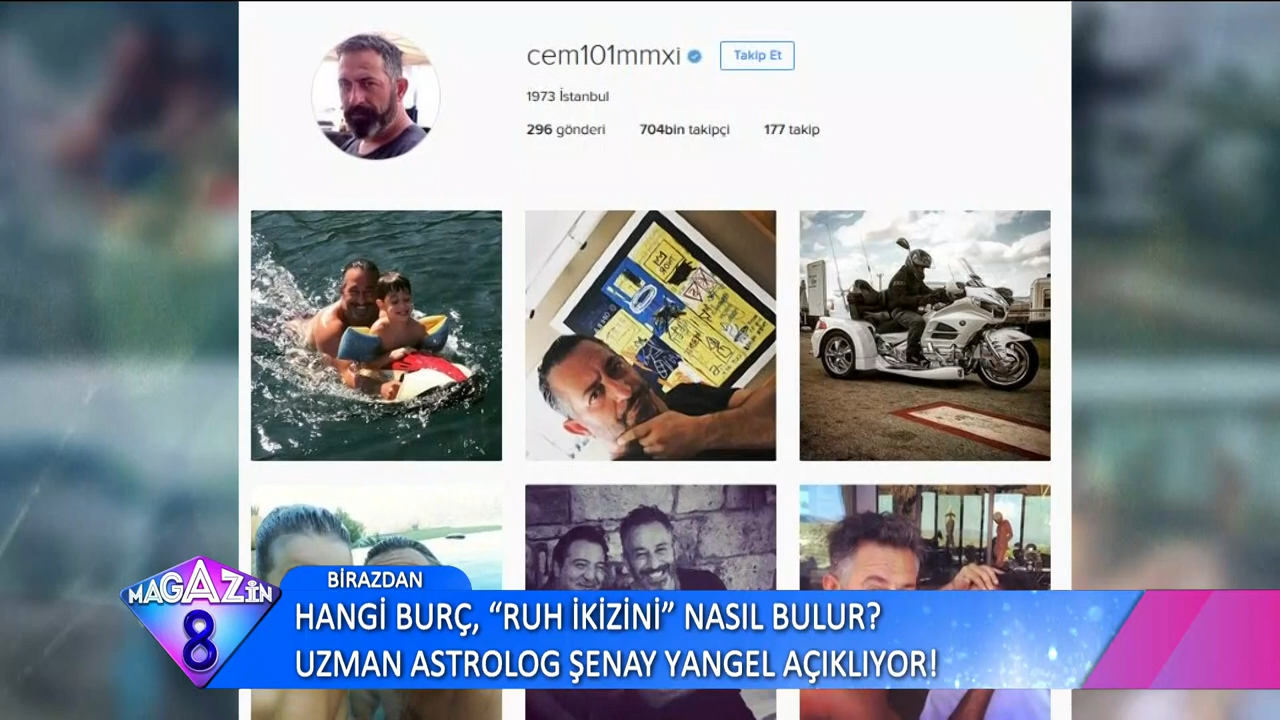 cem101mmxi
Takip Et
1973 İstanbul
296 gönderi 704bin takipçi 177 takip
MAGAZİN
8
BİRAZDAN
HANGİ BURÇ, “RUH İKİZİNİ” NASIL BULUR?
UZMAN ASTROLOG ŞENAY YANGEL AÇIKLIYOR!